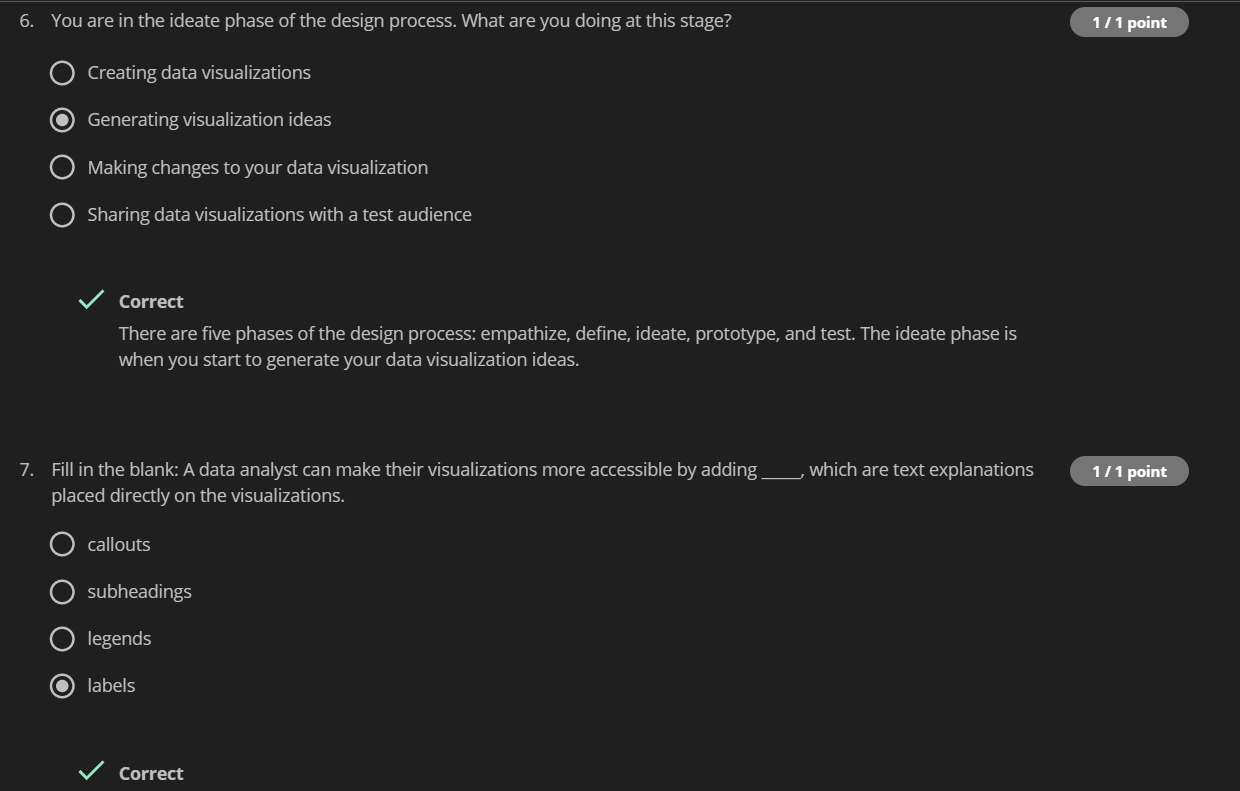 6. You are in the ideate phase of the design process. What are you doing at this stage?
1 / 1 point
Creating data visualizations
Generating visualization ideas
Making changes to your data visualization
Sharing data visualizations with a test audience
Correct
There are five phases of the design process: empathize, define, ideate, prototype, and test. The ideate phase is
when you start to generate your data visualization ideas.
7. Fill in the blank: A data analyst can make their visualizations more accessible by adding _____, which are text explanations
placed directly on the visualizations.
1 / 1 point
callouts
subheadings
legends
labels
Correct